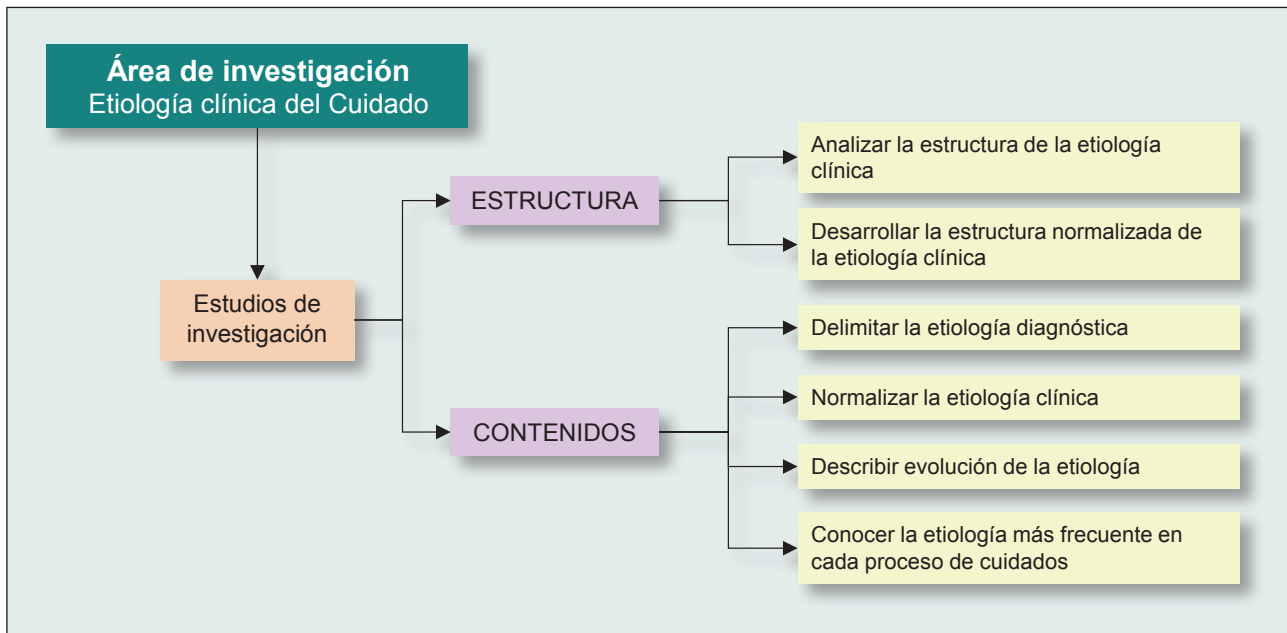 Área de investigación
Etiología clínica del Cuidado
Estudios de
investigación
ESTRUCTURA
Analizar la estructura de la etiología
clínica
Desarrollar la estructura normalizada de
la etiología clínica
CONTENIDOS
Delimitar la etiología diagnóstica
Normalizar la etiología clínica
Describir evolución de la etiología
Conocer la etiología más frecuente en
cada proceso de cuidados